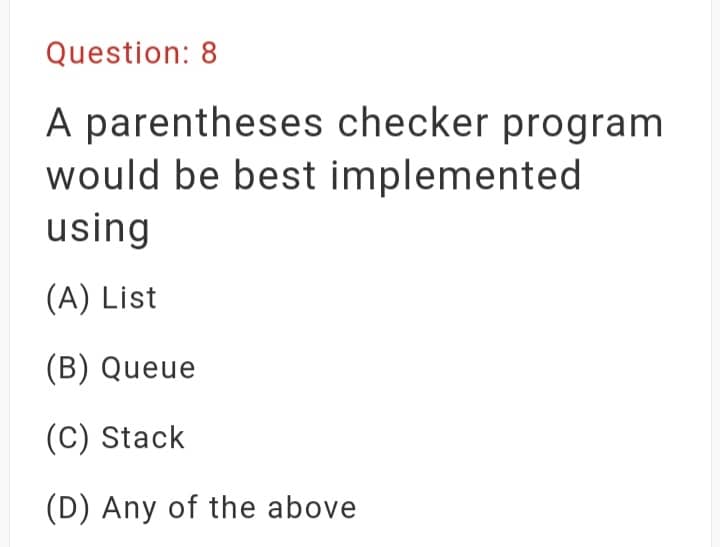 Question: 8
A parentheses checker program
would be best implemented
using
(A) List
(B) Queue
(C) Stack
(D) Any of the above